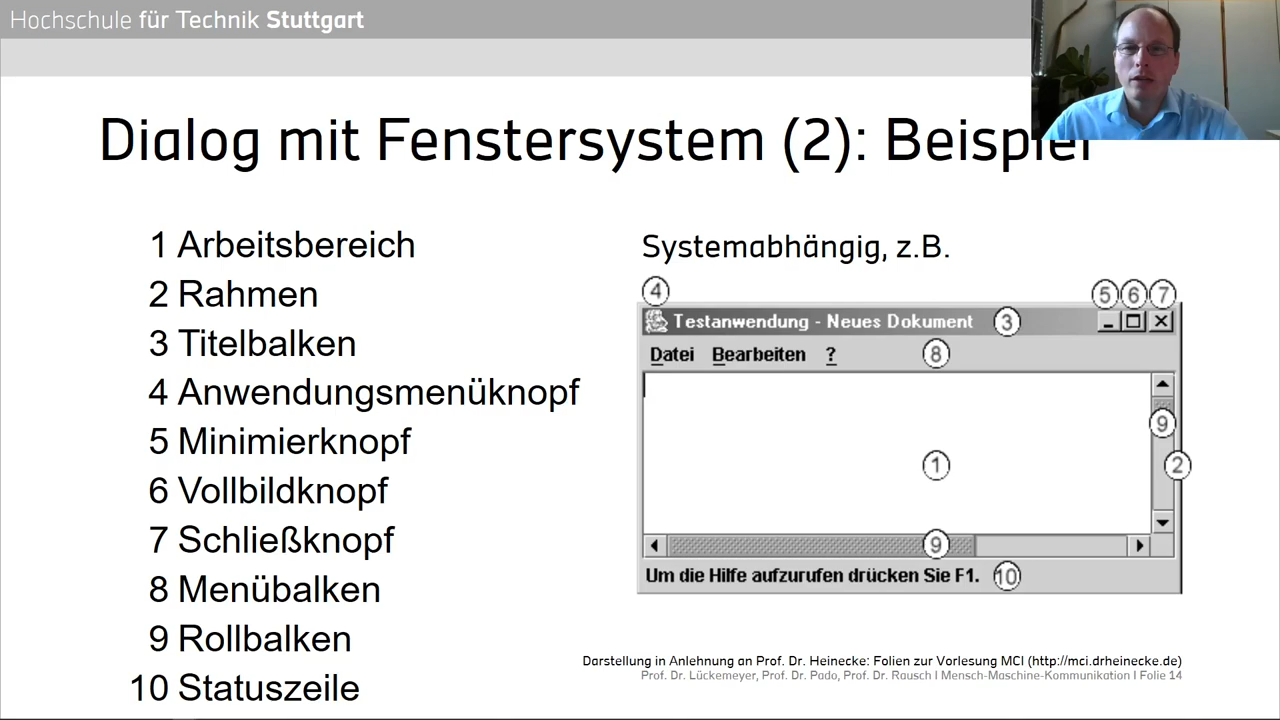 Hochschule für Technik Stuttgart
Dialog mit Fenstersystem (2): Beispiel
1 Arbeitsbereich
2 Rahmen
3 Titelbalken
4 Anwendungsmenüknopf
5 Minimierknopf
6 Vollbildknopf
7 Schließknopf
8 Menübalken
9 Rollbalken
10 Statuszeile
Systemabhängig, z.B.
4 5 6 7
Testanwendung - Neues Dokument 3
Datei Bearbeiten ? 8
9
1 2
9
Um die Hilfe aufzurufen drücken Sie F1. 10
Darstellung in Anlehnung an Prof. Dr. Heinecke: Folien zur Vorlesung MCI (http://mci.drheinecke.de)
Prof. Dr. Lückemeyer, Prof. Dr. Pado, Prof. Dr. Rausch I Mensch-Maschine-Kommunikation I Folie 14